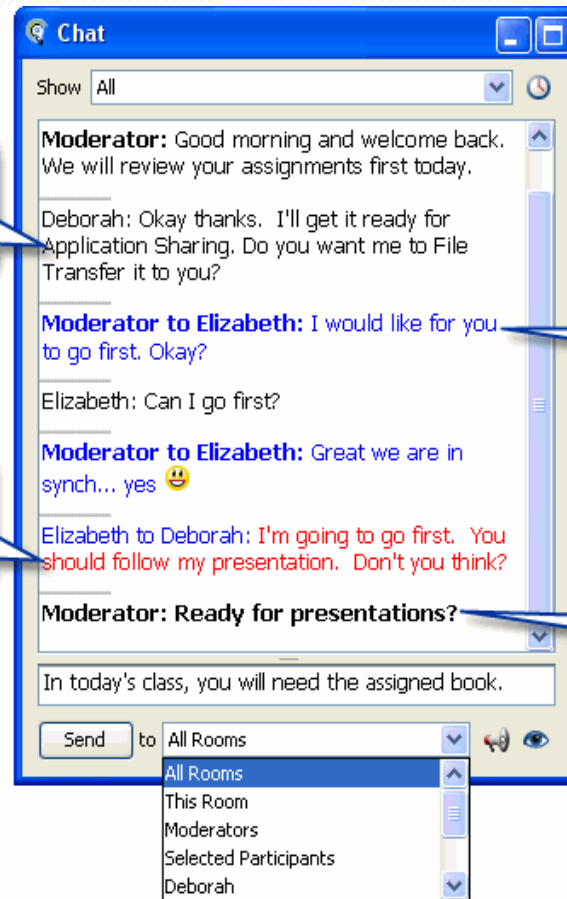 Chat
Show All
Moderator: Good morning and welcome back.
We will review your assignments first today.
Deborah: Okay thanks. I'll get it ready for
Application Sharing. Do you want me to File
Transfer it to you?
Moderator to Elizabeth: I would like for you
to go first. Okay?
Elizabeth: Can I go first?
Moderator to Elizabeth: Great we are in
synch... yes
Elizabeth to Deborah: I'm going to go first. You
should follow my presentation. Don't you think?
Moderator: Ready for presentations?
In today's class, you will need the assigned book.
Send to All Rooms
All Rooms
This Room
Moderators
Selected Participants
Deborah